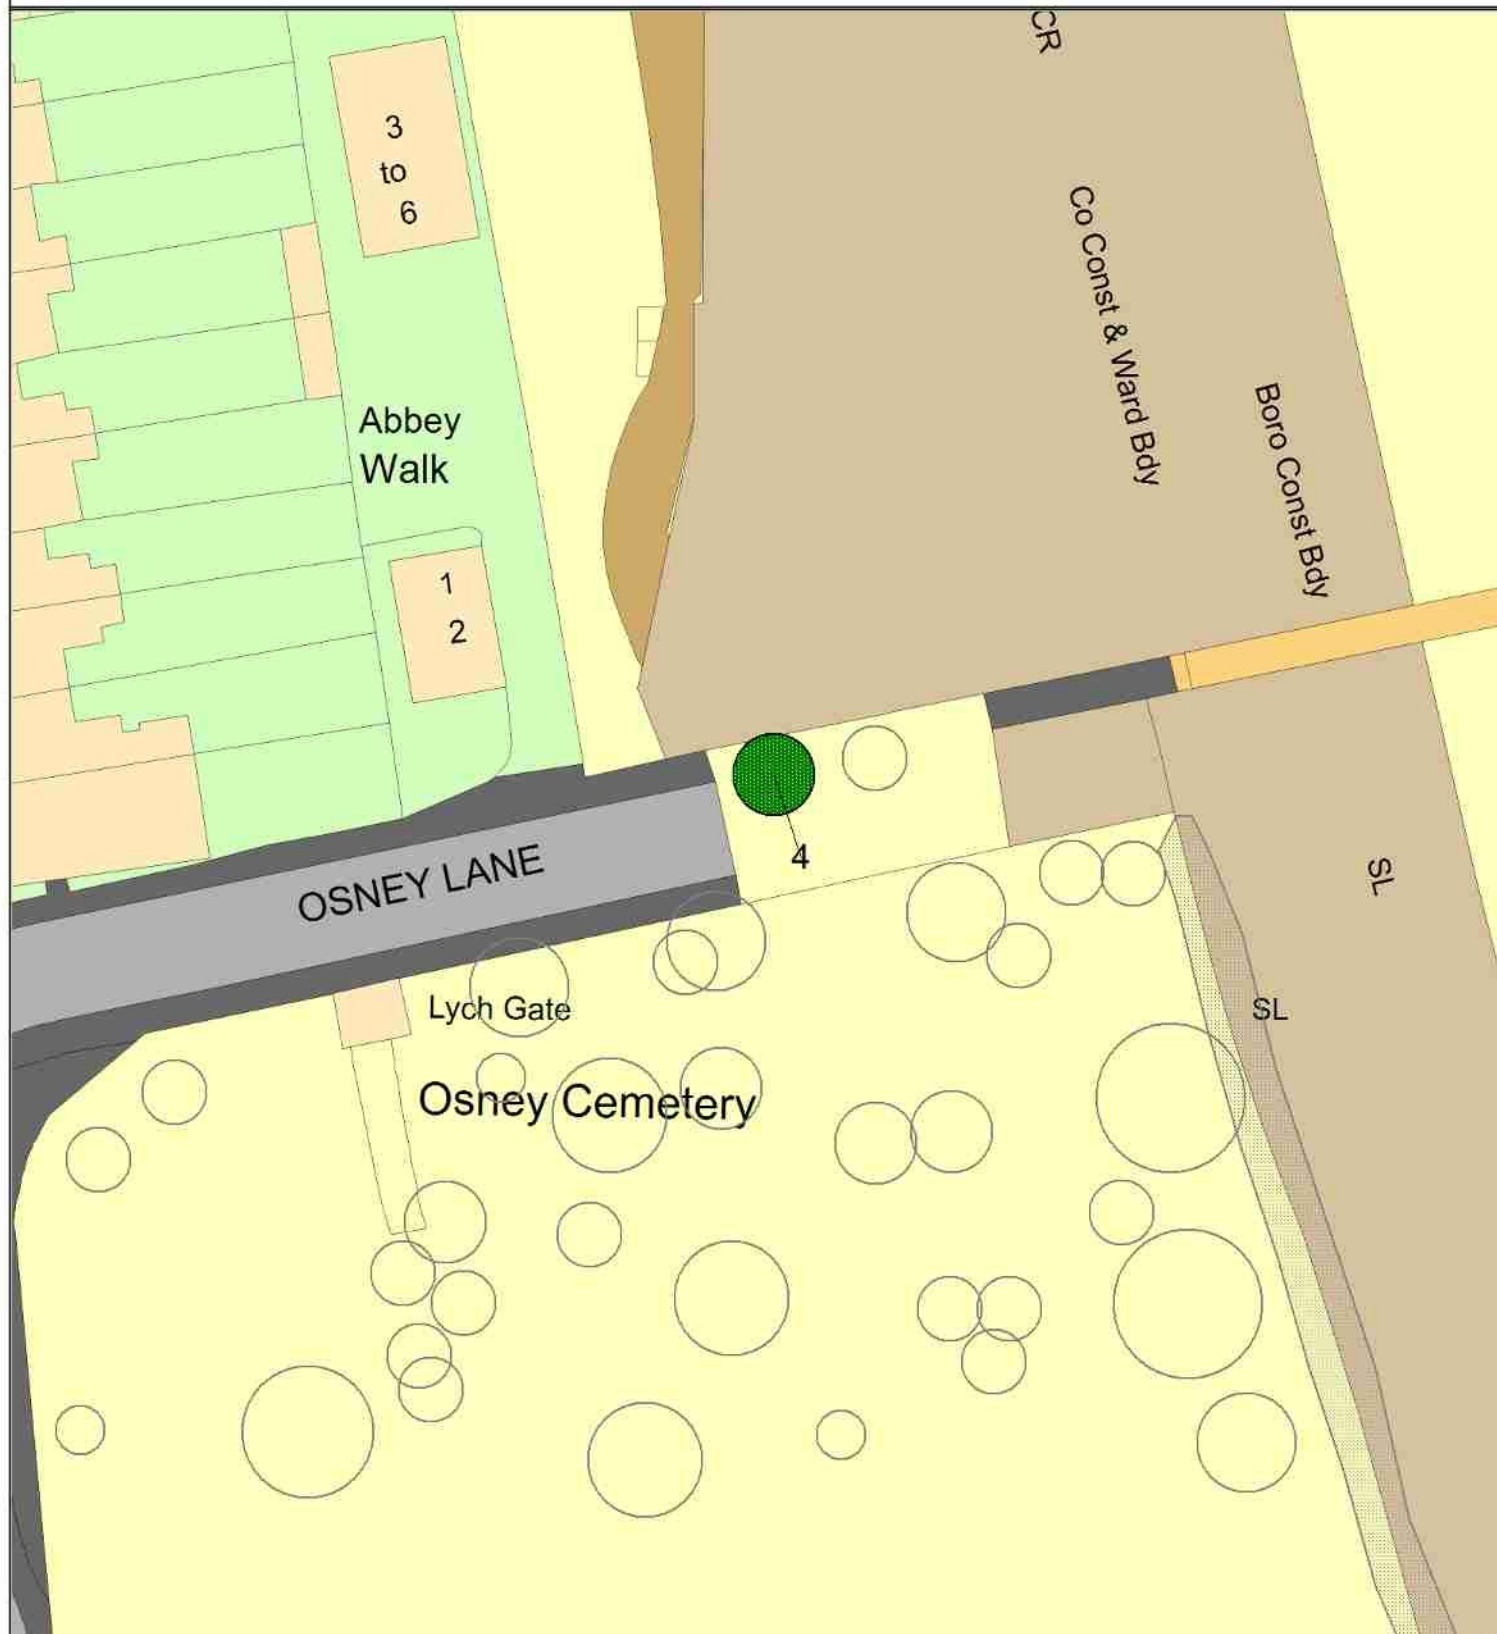 CR
3
to
6
Co Const & Ward Bdy
Boro Const Bdy
Abbey
Walk
1
2
4
OSNEY LANE
SL
Lych Gate
SL
Osney Cemetery